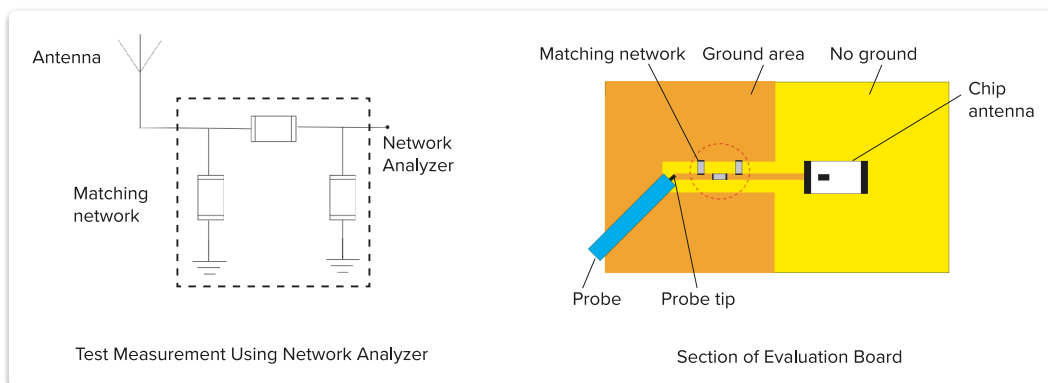 Antenna
Matching
network
Network
Analyzer
Test Measurement Using Network Analyzer
Matching network
Ground area
No ground
Chip
antenna
Probe
Probe tip
Section of Evaluation Board